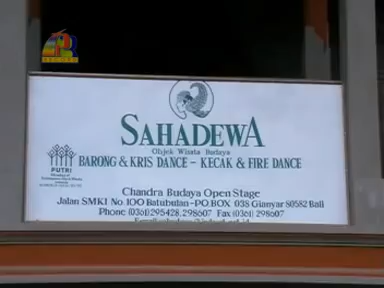 SAHADEWA
Objek Wisata Budaya
BARONG & KRIS DANCE - KECAK & FIRE DANCE
PUTRI
Chandra Budaya Open Stage
Jalan SMKI No. 100 Batubulan - P.O. BOX 038 Gianyar 80582 Bali
Phone (0361) 295428, 298607 Fax (0361) 298607